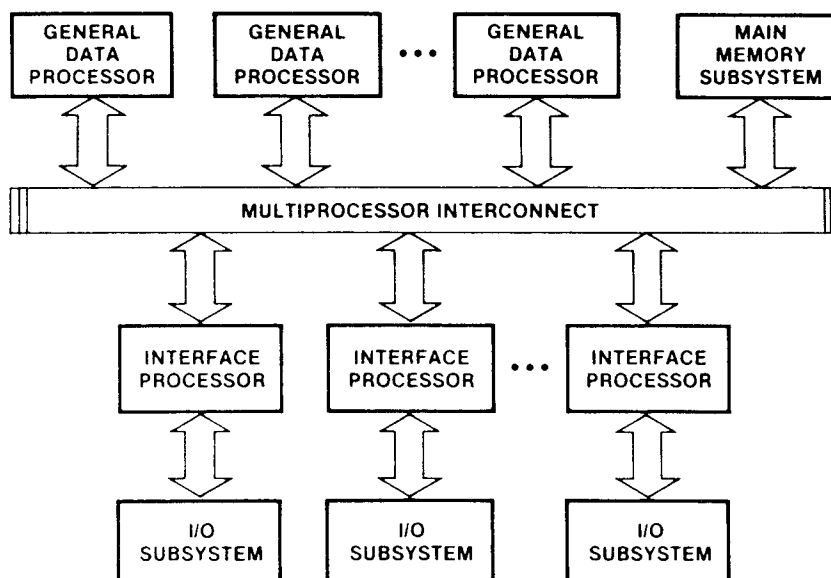 GENERAL
DATA
PROCESSOR
GENERAL
DATA
PROCESSOR
GENERAL
DATA
PROCESSOR
MAIN
MEMORY
SUBSYSTEM
MULTIPROCESSOR INTERCONNECT
INTERFACE
PROCESSOR
INTERFACE
PROCESSOR
INTERFACE
PROCESSOR
I/O
SUBSYSTEM
I/O
SUBSYSTEM
I/O
SUBSYSTEM